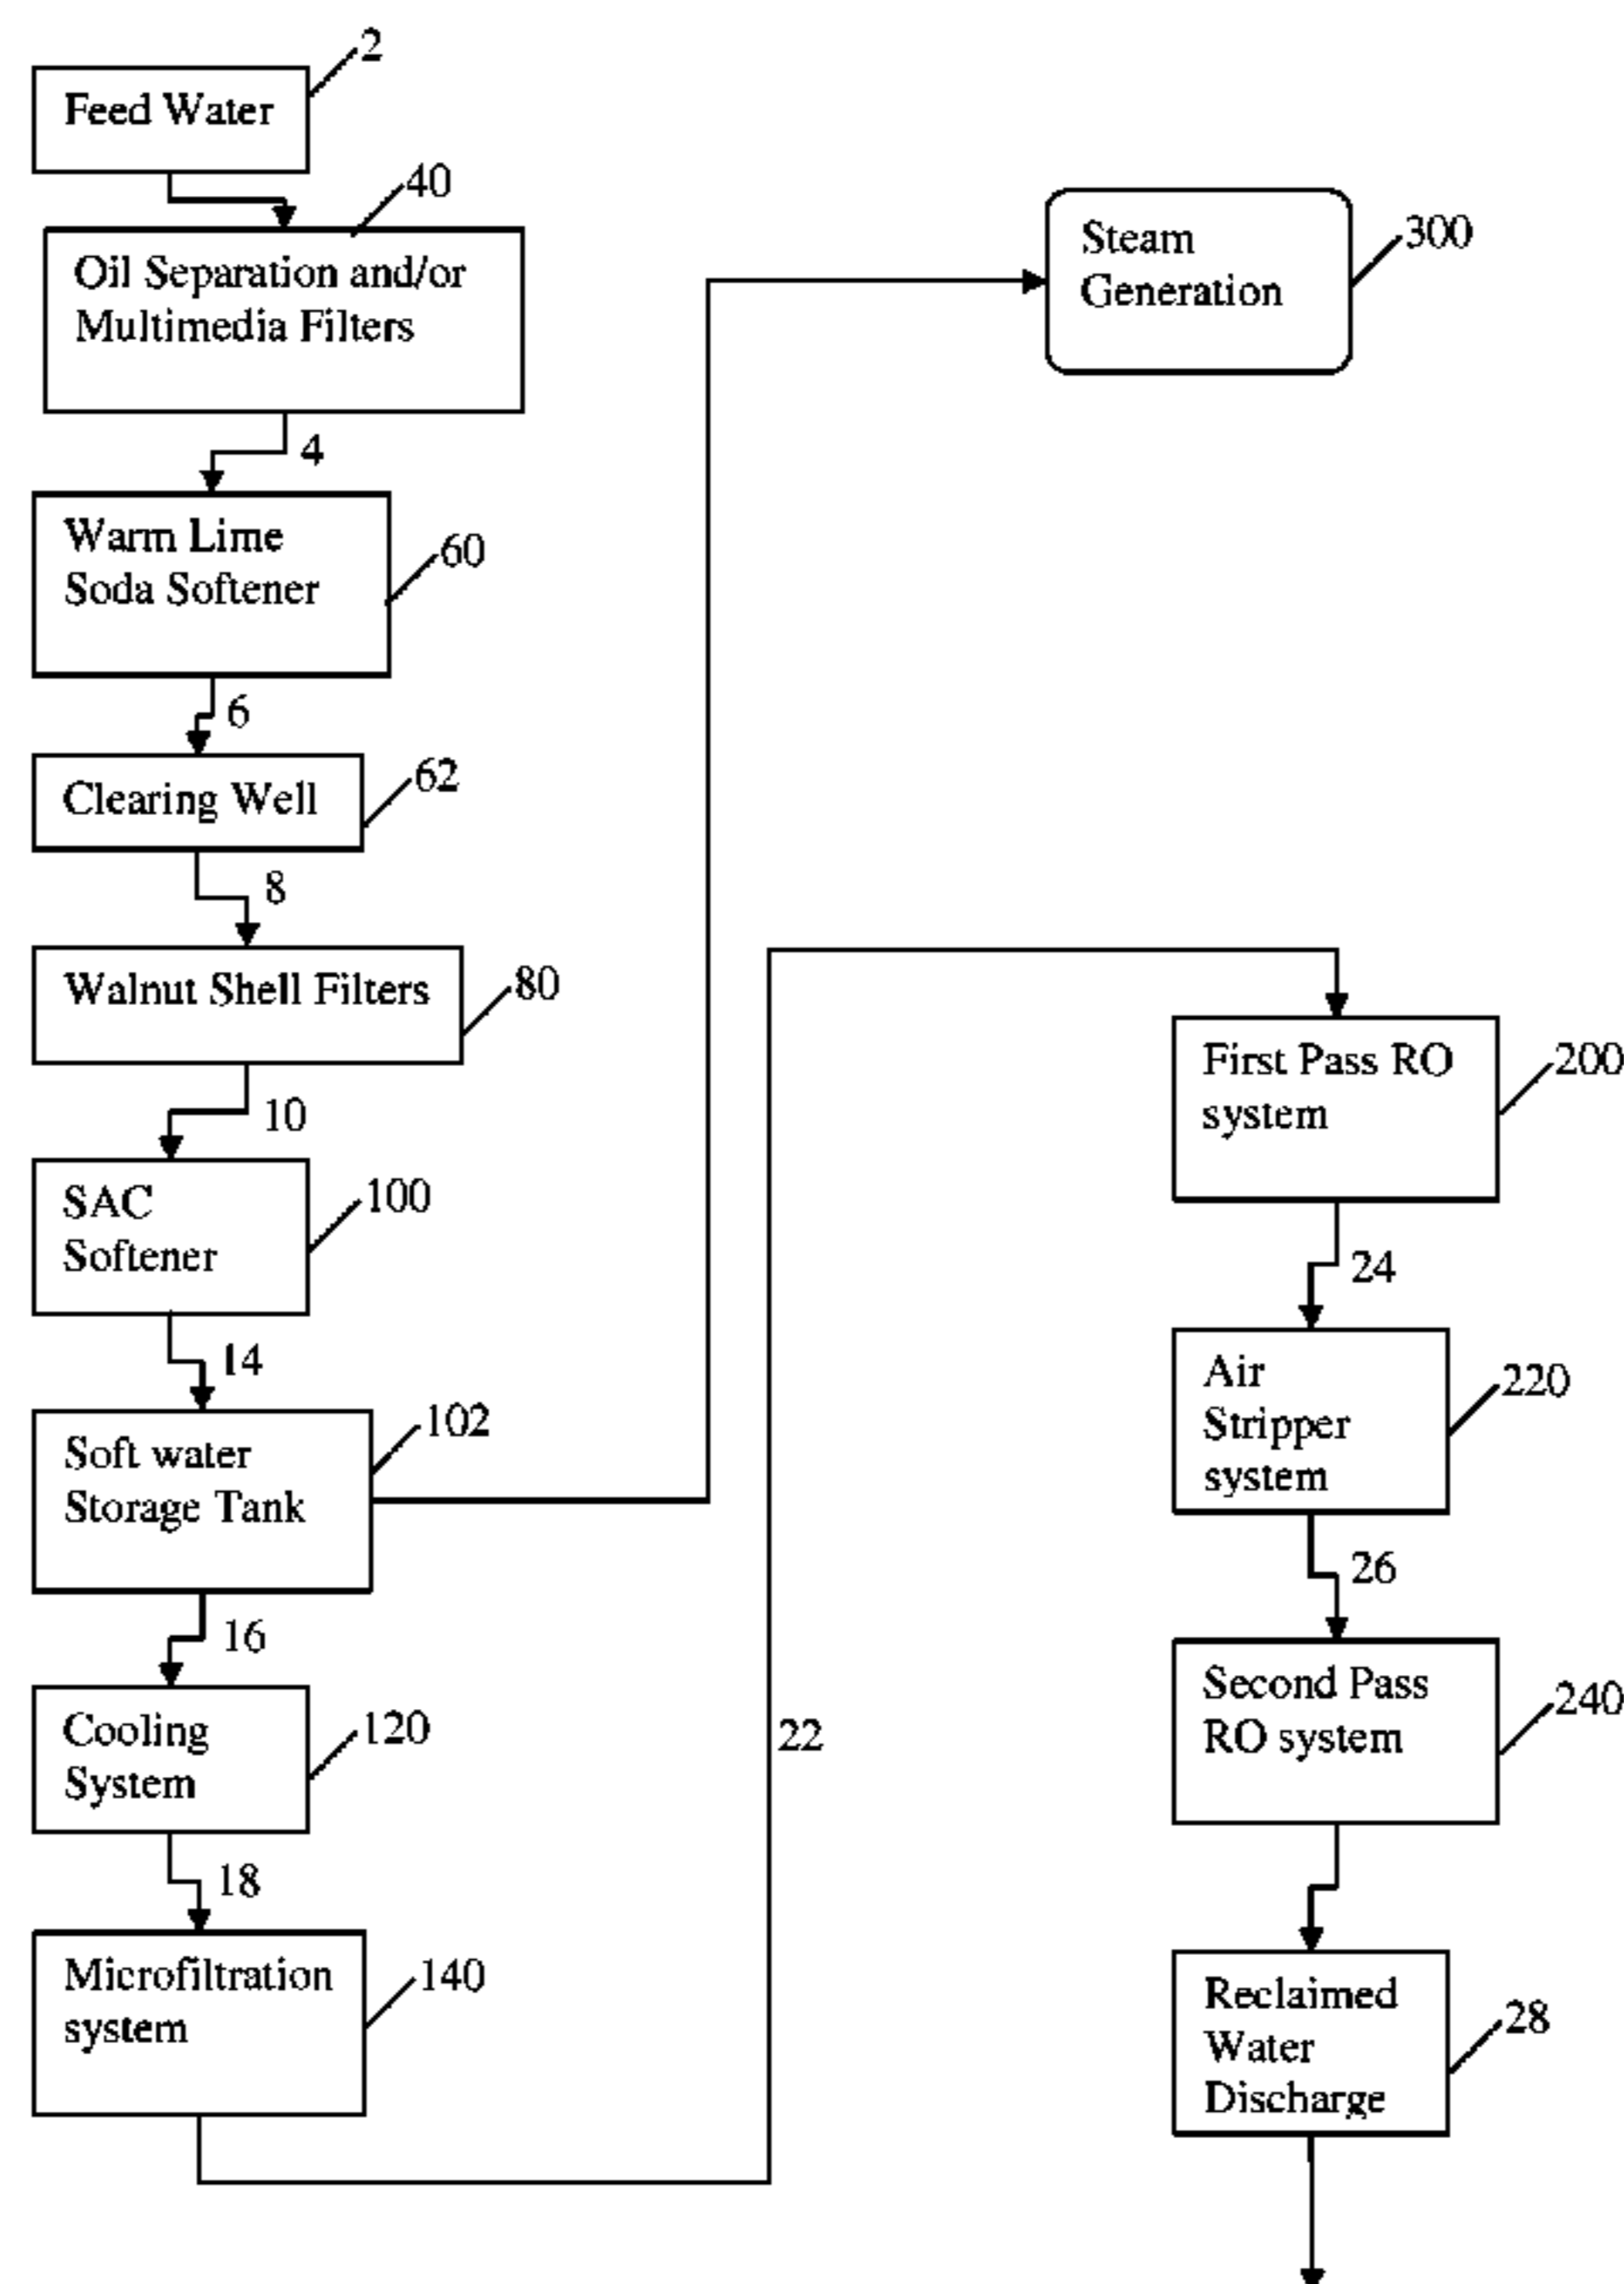 2
Feed Water
40
Oil Separation and/or
Multimedia Filters
4
Warm Lime
Soda Softener
60
6
Clearing Well
62
8
Walnut Shell Filters
80
10
SAC
Softener
100
14
Soft water
Storage Tank
102
16
Cooling
System
120
18
Microfiltration
system
140
22
Steam
Generation
300
First Pass RO
system
200
24
Air
Stripper
system
220
26
Second Pass
RO system
240
Reclaimed
Water
Discharge
28